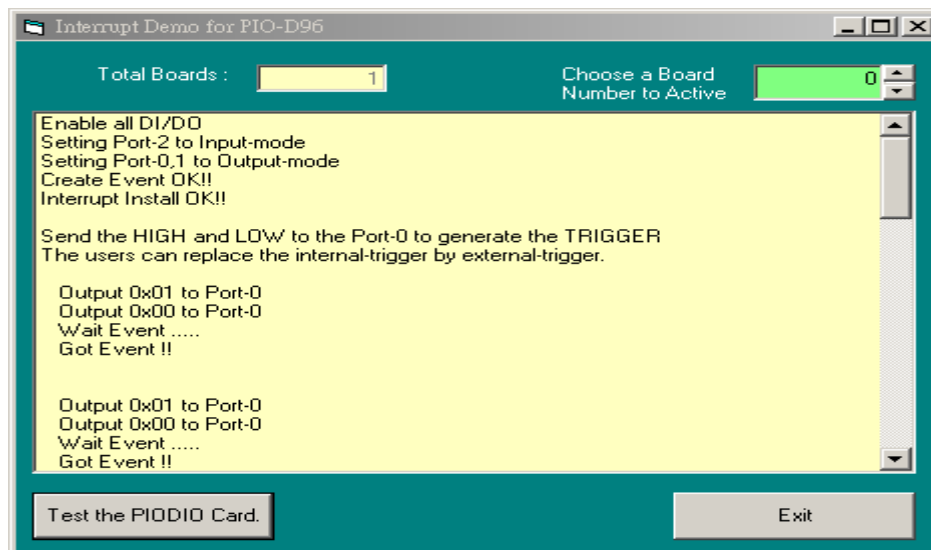 Interrupt Demo for PIO-D96
Total Boards :
1
Choose a Board
Number to Active
0
Enable all DI/DO
Setting Port-2 to Input-mode
Setting Port-0,1 to Output-mode
Create Event OK!!
Interrupt Install OK!!
Send the HIGH and LOW to the Port-0 to generate the TRIGGER
The users can replace the internal-trigger by external-trigger.
Output 0x01 to Port-0
Output 0x00 to Port-0
Wait Event .....
Got Event !!
Output 0x01 to Port-0
Output 0x00 to Port-0
Wait Event .....
Got Event !!
Test the PIODIO Card.
Exit